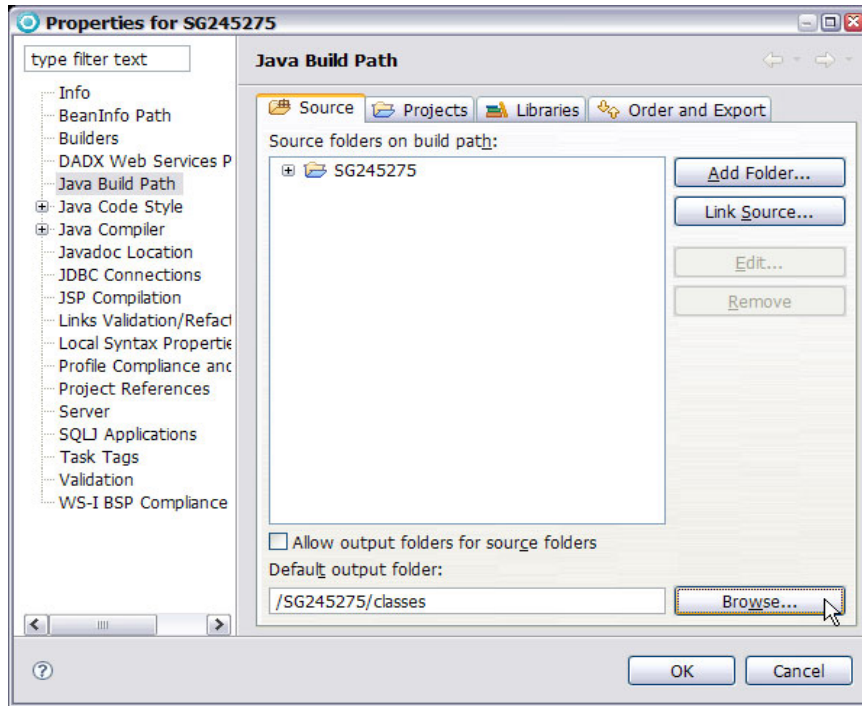 Properties for SG245275
type filter text
Info
BeanInfo Path
Builders
DADX Web Services P
Java Build Path
Java Code Style
Java Compiler
Javadoc Location
JDBC Connections
JSP Compilation
Links Validation/Refact
Local Syntax Propertie
Profile Compliance and
Project References
Server
SQLJ Applications
Task Tags
Validation
WS-I BSP Compliance
Java Build Path
Source Projects Libraries Order and Export
Source folders on build path:
SG245275
Add Folder...
Link Source...
Edit...
Remove
Allow output folders for source folders
Default output folder:
/SG245275/classes Browse...
OK Cancel